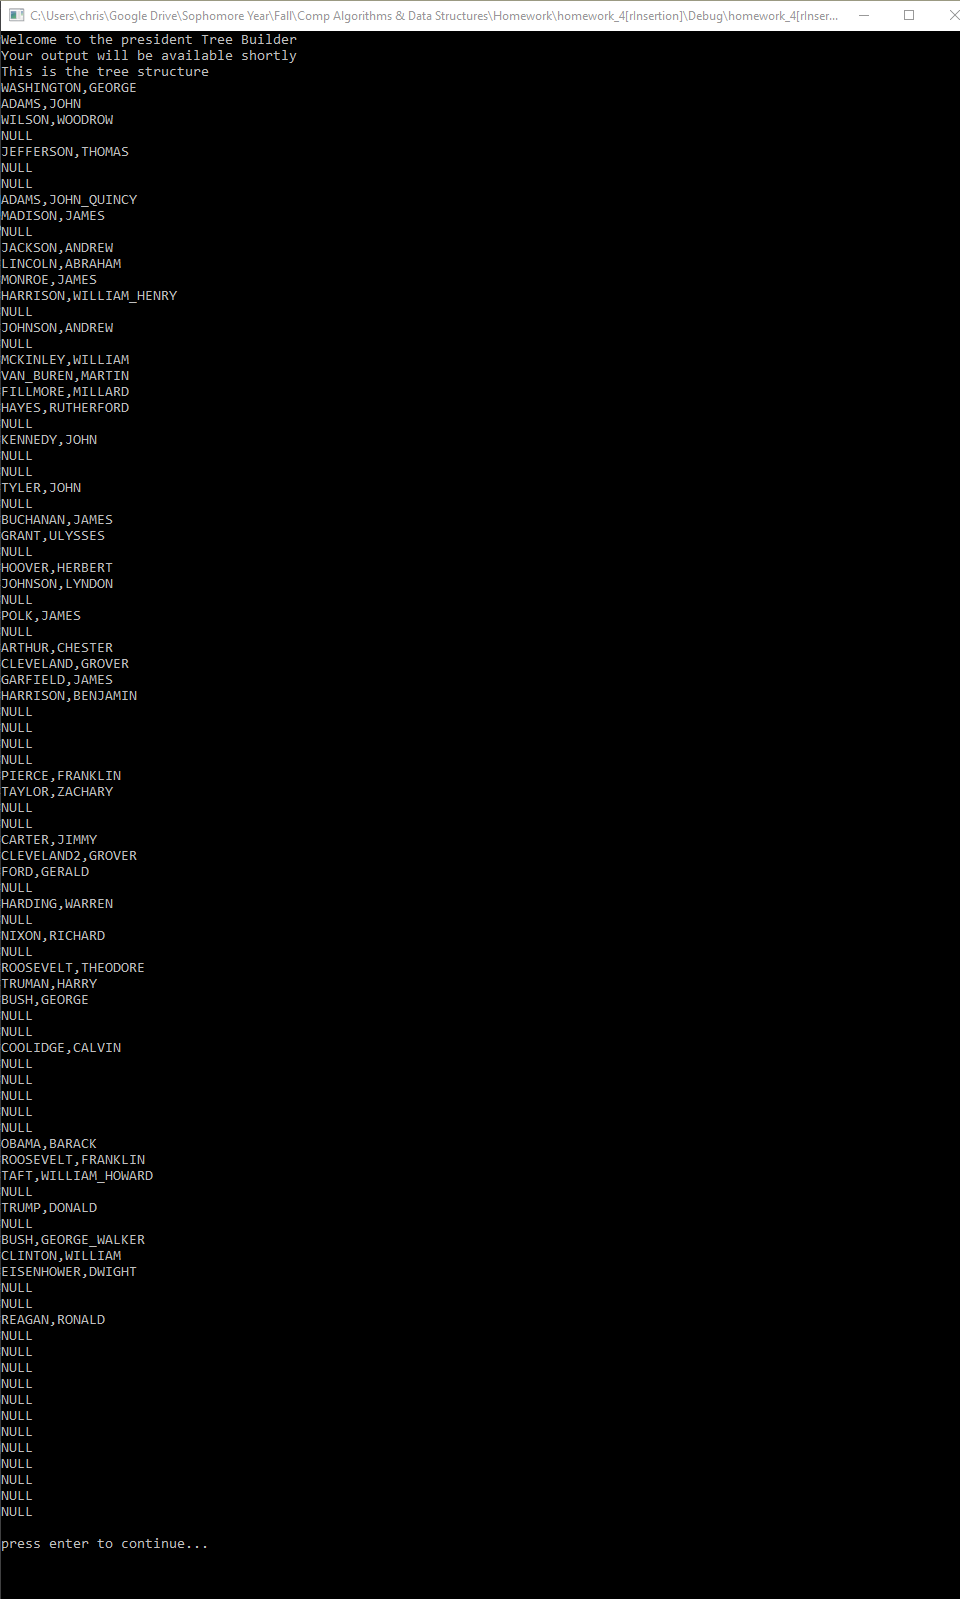 C:\Users\chris\Google Drive\Sophomore Year\Fall\Comp Algorithms & Data Structures\Homework\homework_4[rInsertion]\Debug\homework_4[rInser...
Welcome to the president Tree Builder
Your output will be available shortly
This is the tree structure
WASHINGTON,GEORGE
ADAMS,JOHN
WILSON,WOODROW
NULL
JEFFERSON,THOMAS
NULL
NULL
ADAMS,JOHN_QUINCY
MADISON,JAMES
NULL
JACKSON,ANDREW
LINCOLN,ABRAHAM
MONROE,JAMES
HARRISON,WILLIAM_HENRY
NULL
JOHNSON,ANDREW
NULL
MCKINLEY,WILLIAM
VAN_BUREN,MARTIN
FILLMORE,MILLARD
HAYES,RUTHERFORD
NULL
KENNEDY,JOHN
NULL
NULL
TYLER,JOHN
NULL
BUCHANAN,JAMES
GRANT,ULYSSES
NULL
HOOVER,HERBERT
JOHNSON,LYNDON
NULL
POLK,JAMES
NULL
ARTHUR,CHESTER
CLEVELAND,GROVER
GARFIELD,JAMES
HARRISON,BENJAMIN
NULL
NULL
NULL
NULL
PIERCE,FRANKLIN
TAYLOR,ZACHARY
NULL
NULL
CARTER,JIMMY
CLEVELAND2,GROVER
FORD,GERALD
NULL
HARDING,WARREN
NULL
NIXON,RICHARD
NULL
ROOSEVELT,THEODORE
TRUMAN,HARRY
BUSH,GEORGE
NULL
NULL
COOLIDGE,CALVIN
NULL
NULL
NULL
NULL
NULL
OBAMA,BARACK
ROOSEVELT,FRANKLIN
TAFT,WILLIAM_HOWARD
NULL
TRUMP,DONALD
NULL
BUSH,GEORGE_WALKER
CLINTON,WILLIAM
EISENHOWER,DWIGHT
NULL
NULL
REAGAN,RONALD
NULL
NULL
NULL
NULL
NULL
NULL
NULL
NULL
NULL
NULL
NULL
NULL
press enter to continue...